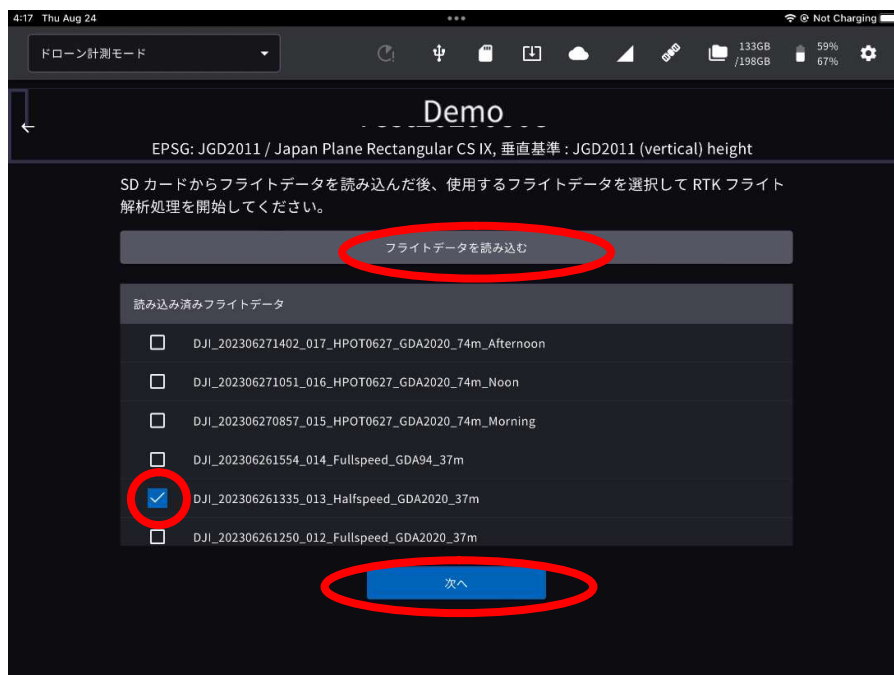 4:17 Thu Aug 24
Not Charging
ドローン計測モード
133GB
/198GB
59%
67%
Demo
EPSG: JGD2011 / Japan Plane Rectangular CS IX, 垂直基準 : JGD2011 (vertical) height
SD カードからフライトデータを読み込んだ後、使用するフライトデータを選択して RTK フライト
解析処理を開始してください。
フライトデータを読み込む
読み込み済みフライトデータ
DJI_202306271402_017_HPOT0627_GDA2020_74m_Afternoon
DJI_202306271051_016_HPOT0627_GDA2020_74m_Noon
DJI_202306270857_015_HPOT0627_GDA2020_74m_Morning
DJI_202306261554_014_Fullspeed_GDA94_37m
DJI_202306261335_013_Halfspeed_GDA2020_37m
DJI_202306261250_012_Fullspeed_GDA2020_37m
次へ